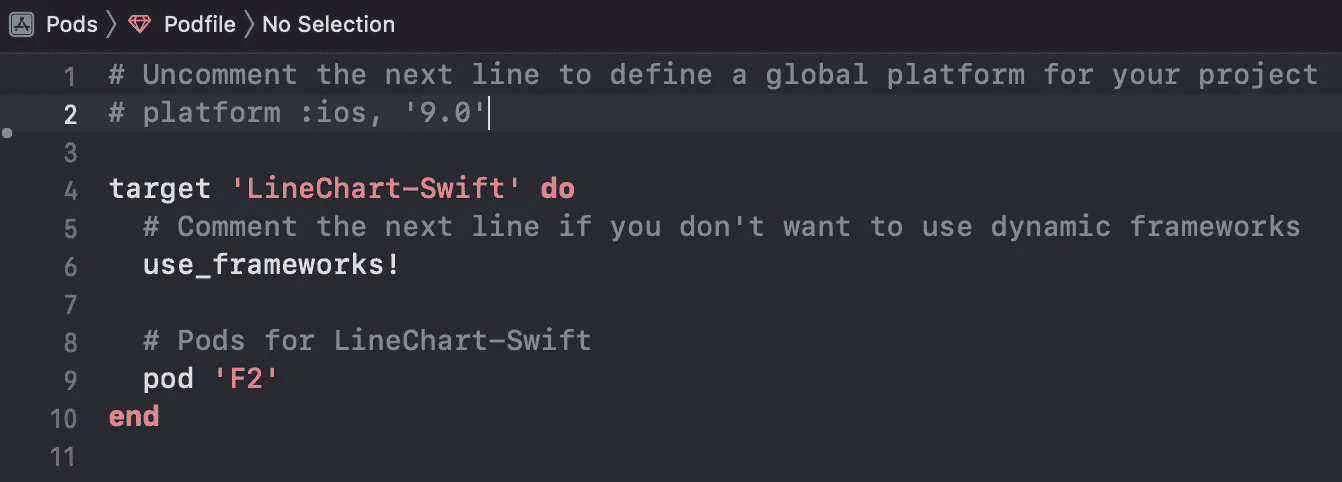 Pods 〉 Podfile 〉 No Selection
1 # Uncomment the next line to define a global platform for your project
2 # platform :ios, '9.0'
3
4 target 'LineChart-Swift' do
5   # Comment the next line if you don't want to use dynamic frameworks
6   use_frameworks!
7
8   # Pods for LineChart-Swift
9   pod 'F2'
10 end
11